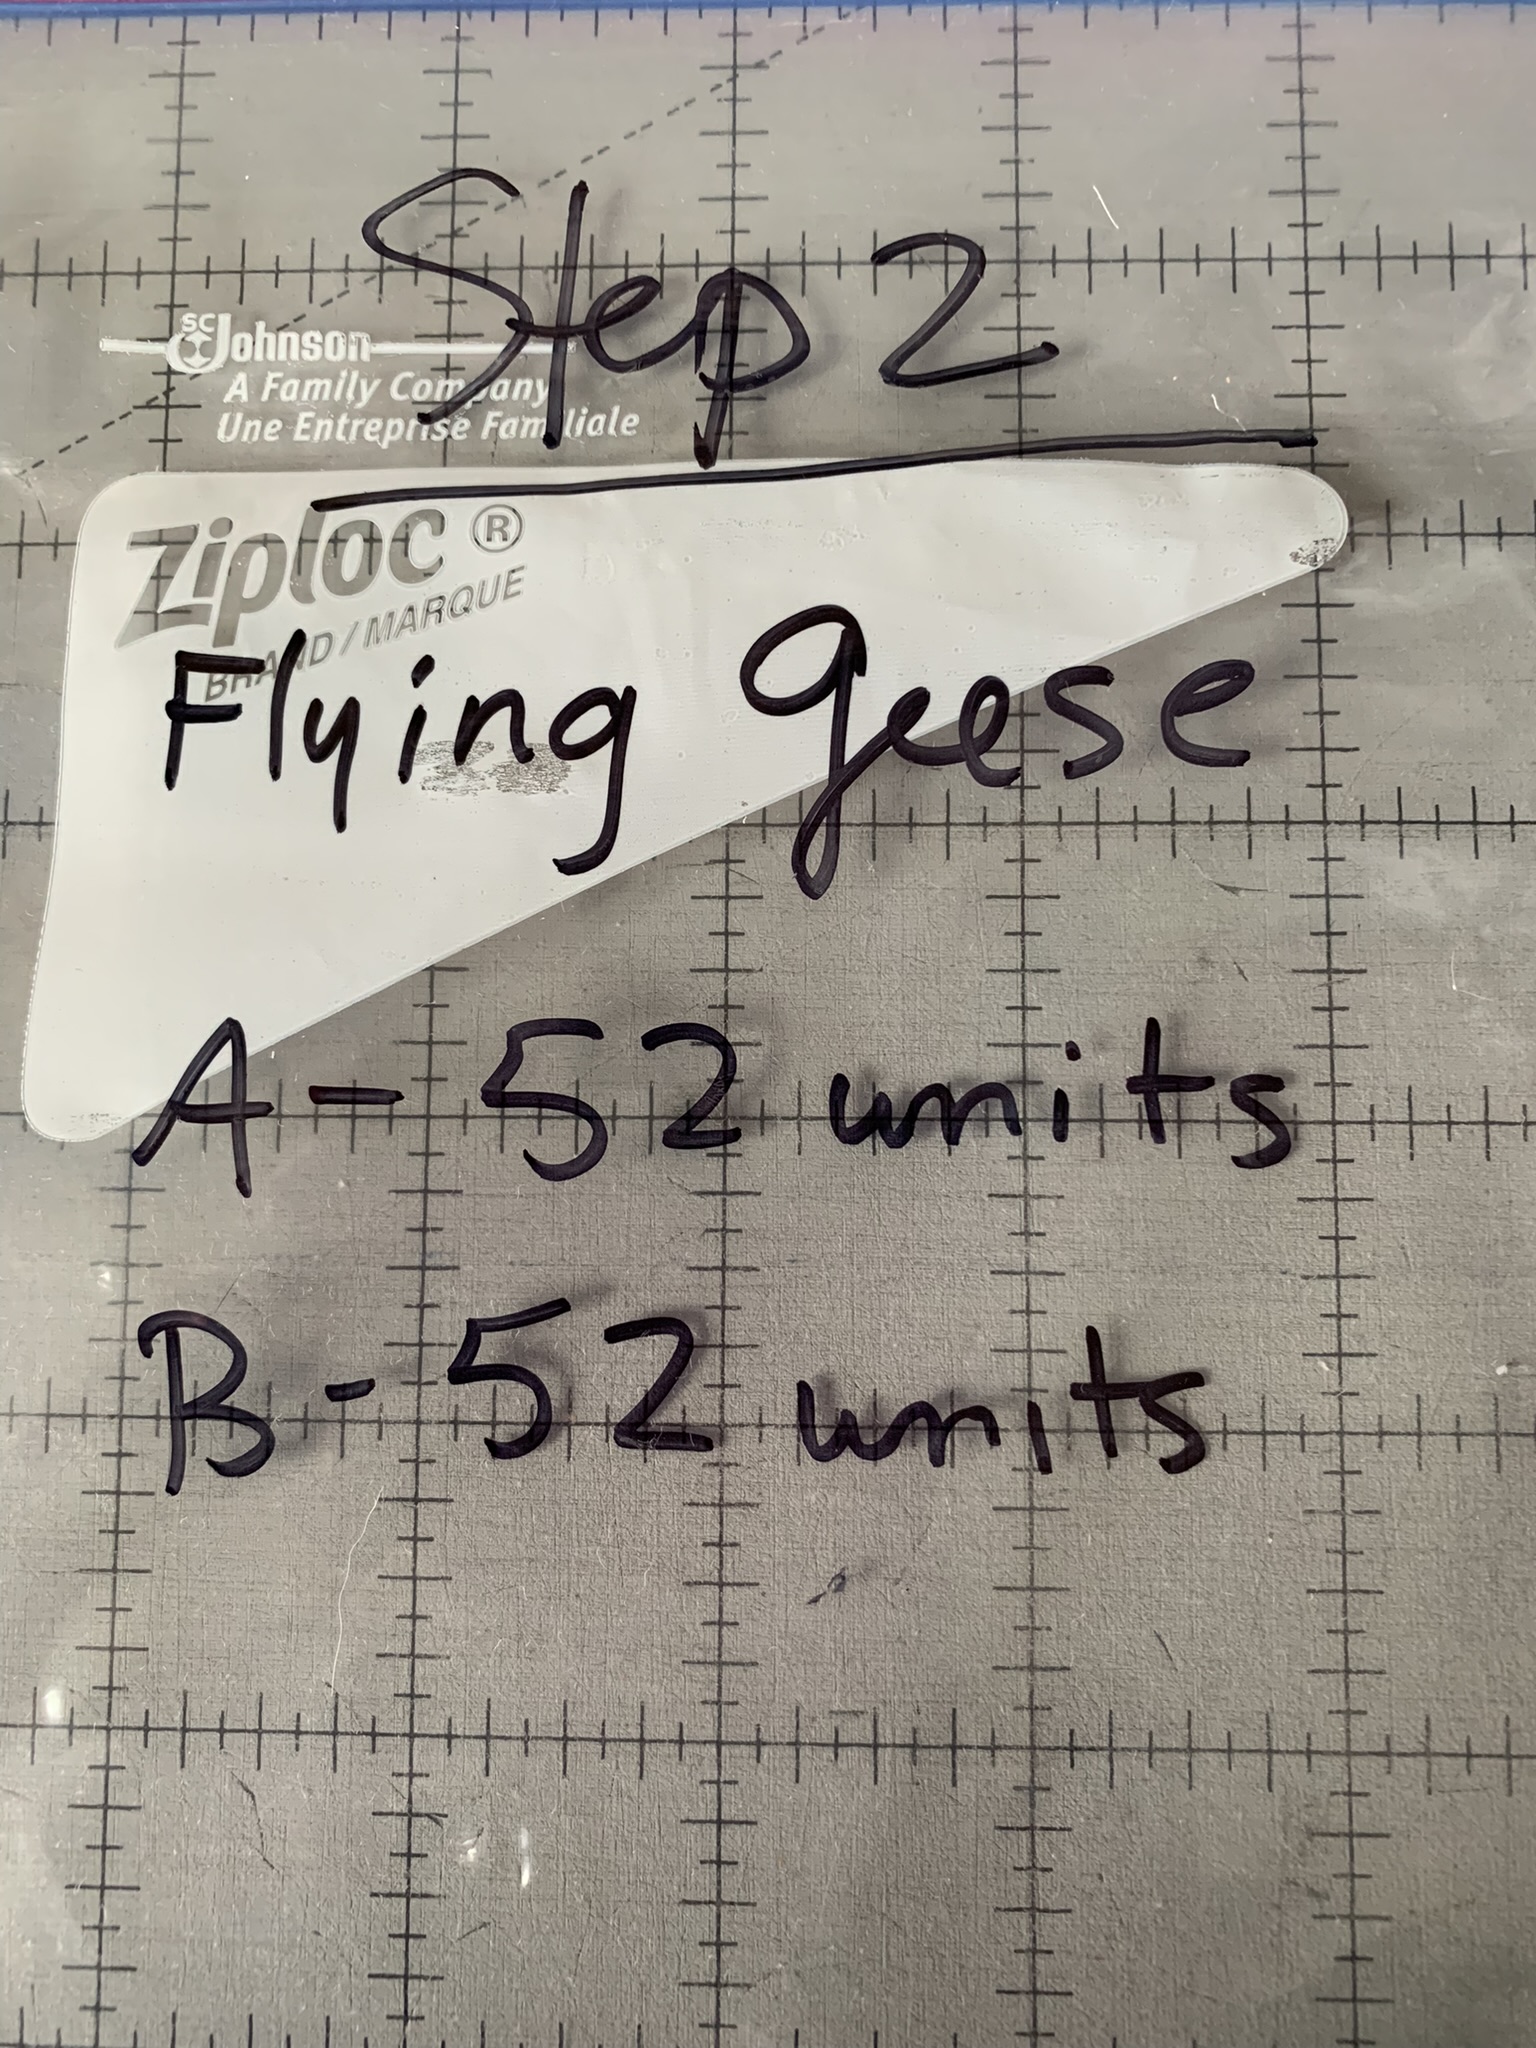 Step 2
SC Johnson
A Family Company
Une Entreprise Familiale
Ziploc ®
BRAND / MARQUE
Flying geese
A - 52 units
B - 52 units